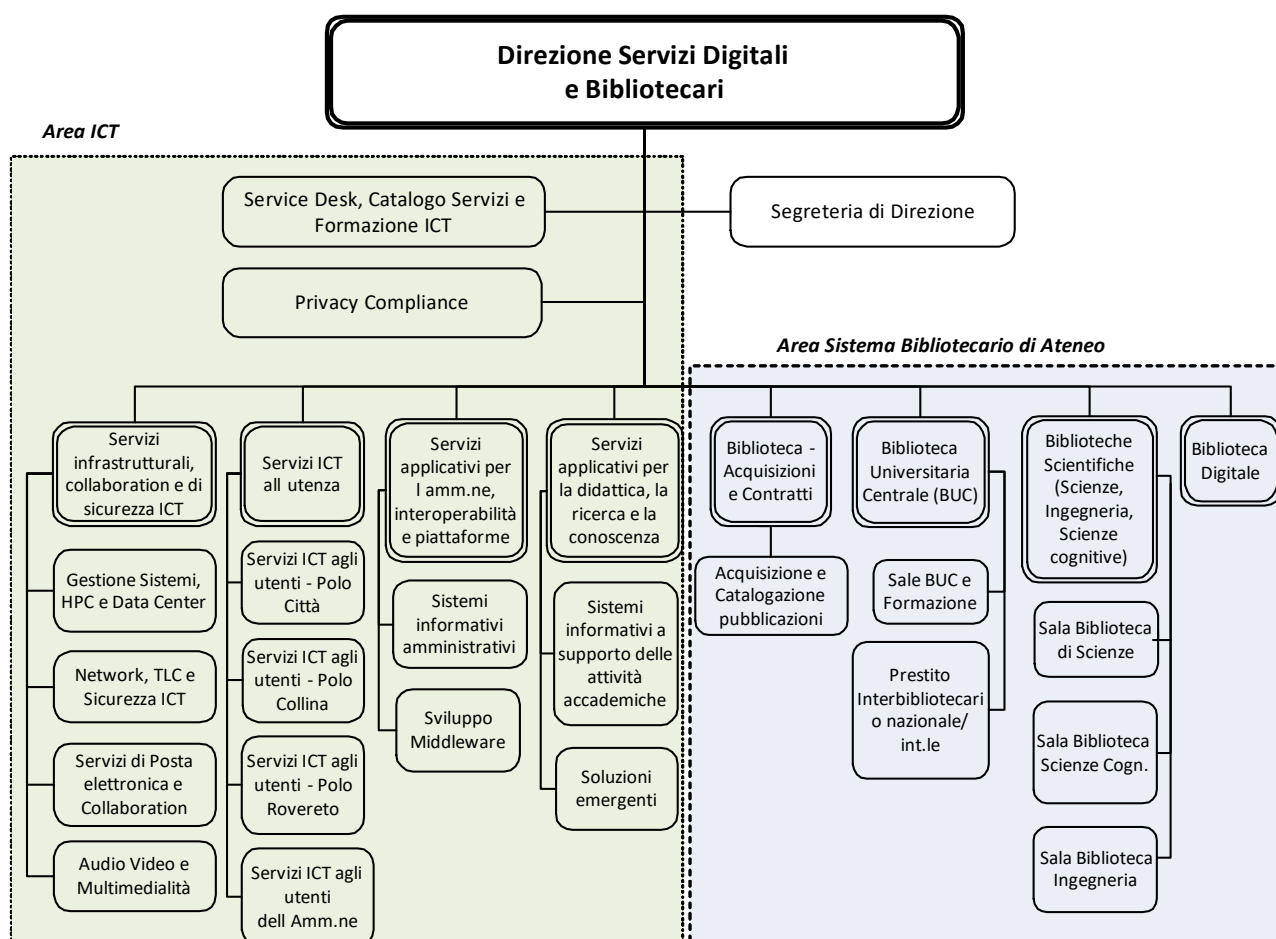 Direzione Servizi Digitali
e Bibliotecari
Area ICT
Service Desk, Catalogo Servizi e
Formazione ICT
Segreteria di Direzione
Privacy Compliance
Area Sistema Bibliotecario di Ateneo
Servizi
infrastrutturali,
collaboration e di
sicurezza ICT
Gestione Sistemi,
HPC e Data Center
Network, TLC e
Sicurezza ICT
Servizi di Posta
elettronica e
Collaboration
Audio Video e
Multimedialità
Servizi ICT
all utenza
Servizi ICT agli
utenti - Polo
Città
Servizi ICT agli
utenti - Polo
Collina
Servizi ICT agli
utenti - Polo
Rovereto
Servizi ICT agli
utenti
dell Amm.ne
Servizi
applicativi per
l amm.ne,
interoperabilità
e piattaforme
Sistemi
informativi
amministrativi
Sviluppo
Middleware
Servizi
applicativi per
la didattica, la
ricerca e la
conoscenza
Sistemi
informativi a
supporto delle
attività
accademiche
Soluzioni
emergenti
Biblioteca -
Acquisizioni
e Contratti
Acquisizione e
Catalogazione
pubblicazioni
Biblioteca
Universitaria
Centrale (BUC)
Sale BUC e
Formazione
Prestito
Interbibliotecari
o nazionale/
int.le
Biblioteche
Scientifiche
(Scienze,
Ingegneria,
Scienze
cognitive)
Sala Biblioteca
di Scienze
Sala Biblioteca
Scienze Cogn.
Sala Biblioteca
Ingegneria
Biblioteca
Digitale